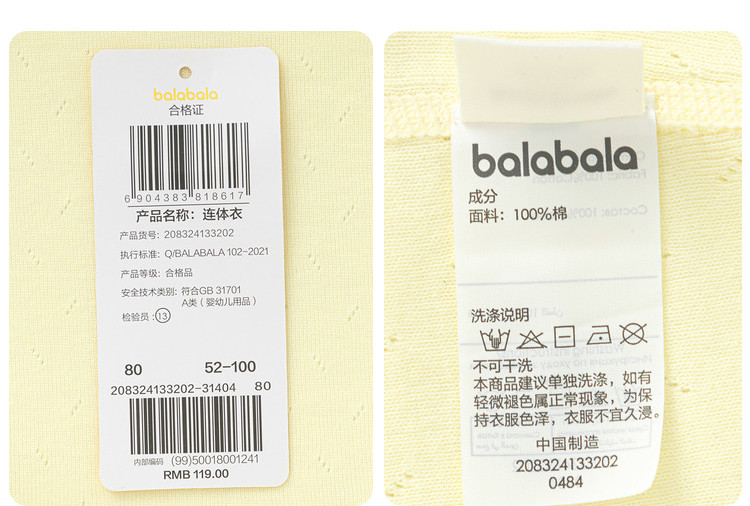 balabala
合格证
6 904383 818617
产品名称：连体衣
产品货号：208324133202
执行标准：Q/BALABALA 102-2021
产品等级：合格品
安全技术类别：符合GB 31701
A类（婴幼儿用品）
检验员：13
80 52-100
208324133202-31404 80
内部编码 (99)50018001241
RMB 119.00
balabala
成分
面料：100%棉
洗涤说明
不可干洗
本商品建议单独洗涤，如有
轻微褪色属正常现象，为保
持衣服色泽，衣服不宜久浸。
中国制造
208324133202
0484